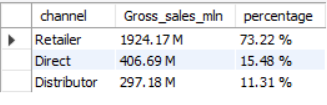 channel Gross_sales_mln percentage
Retailer 1924.17 M 73.22 %
Direct 406.69 M 15.48 %
Distributor 297.18 M 11.31 %